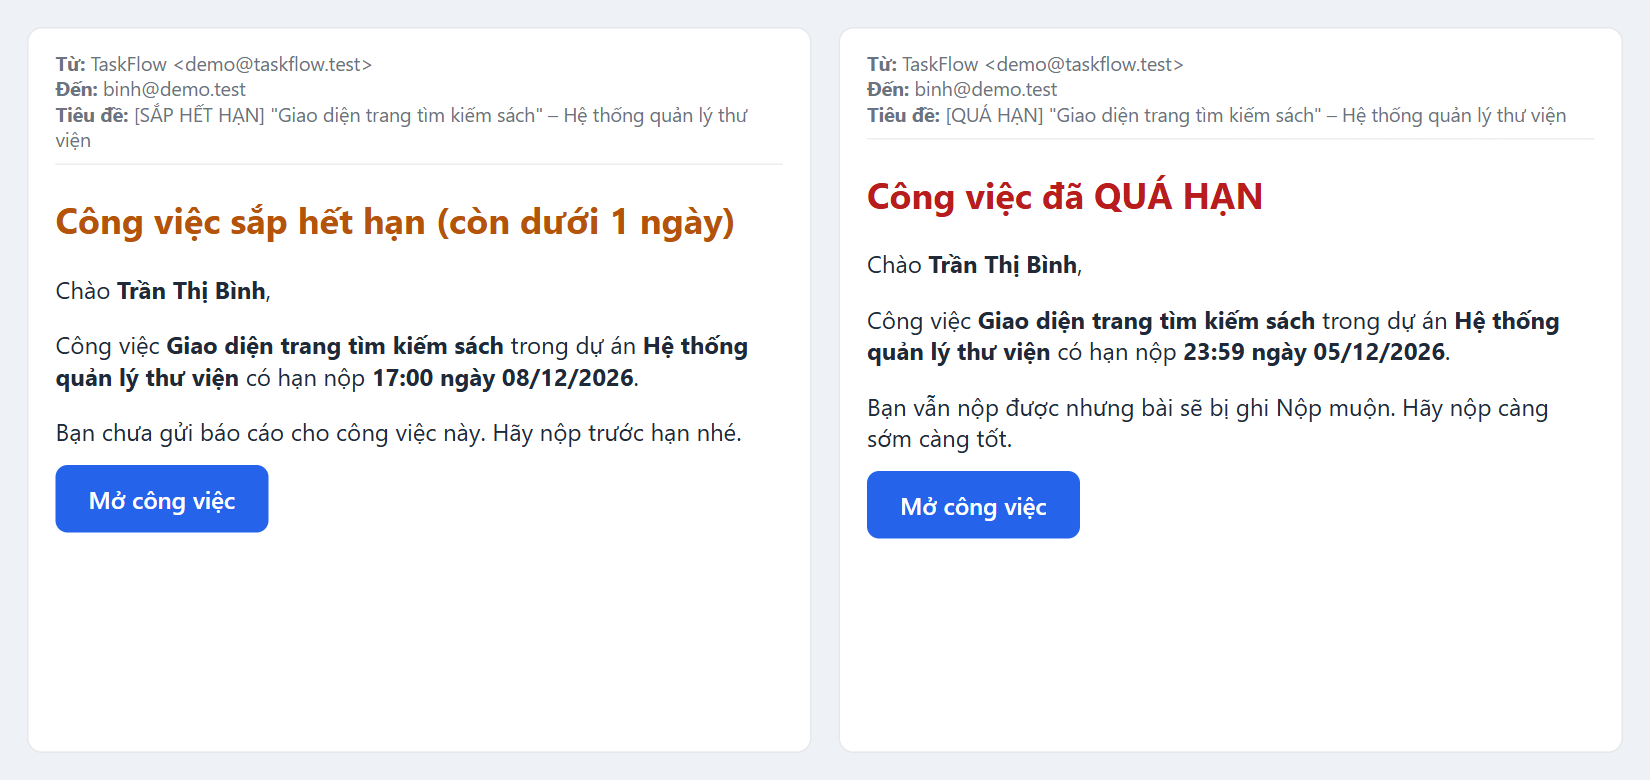 Từ: TaskFlow <demo@taskflow.test>
Đến: binh@demo.test
Tiêu đề: [SẮP HẾT HẠN] "Giao diện trang tìm kiếm sách" – Hệ thống quản lý thư
viện
Công việc sắp hết hạn (còn dưới 1 ngày)
Chào Trần Thị Bình,
Công việc Giao diện trang tìm kiếm sách trong dự án Hệ thống
quản lý thư viện có hạn nộp 17:00 ngày 08/12/2026.
Bạn chưa gửi báo cáo cho công việc này. Hãy nộp trước hạn nhé.
Mở công việc
Từ: TaskFlow <demo@taskflow.test>
Đến: binh@demo.test
Tiêu đề: [QUÁ HẠN] "Giao diện trang tìm kiếm sách" – Hệ thống quản lý thư viện
Công việc đã QUÁ HẠN
Chào Trần Thị Bình,
Công việc Giao diện trang tìm kiếm sách trong dự án Hệ thống
quản lý thư viện có hạn nộp 23:59 ngày 05/12/2026.
Bạn vẫn nộp được nhưng bài sẽ bị ghi Nộp muộn. Hãy nộp càng
sớm càng tốt.
Mở công việc